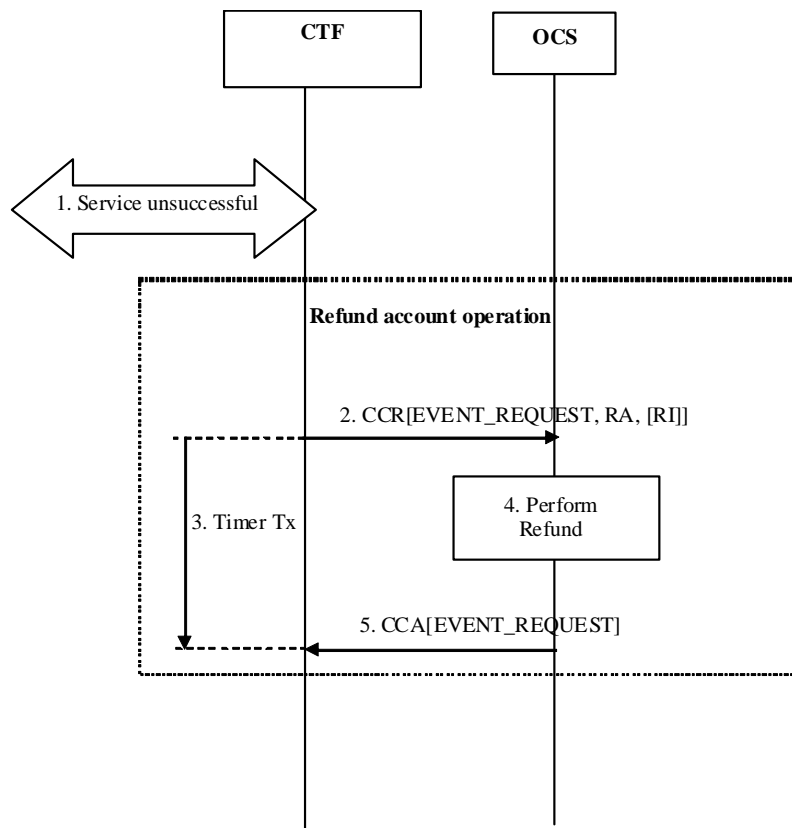 CTF
OCS
1. Service unsuccessful
Refund account operation
2. CCR[EVENT_REQUEST, RA, [RI]]
3. Timer Tx
4. Perform
Refund
5. CCA[EVENT_REQUEST]